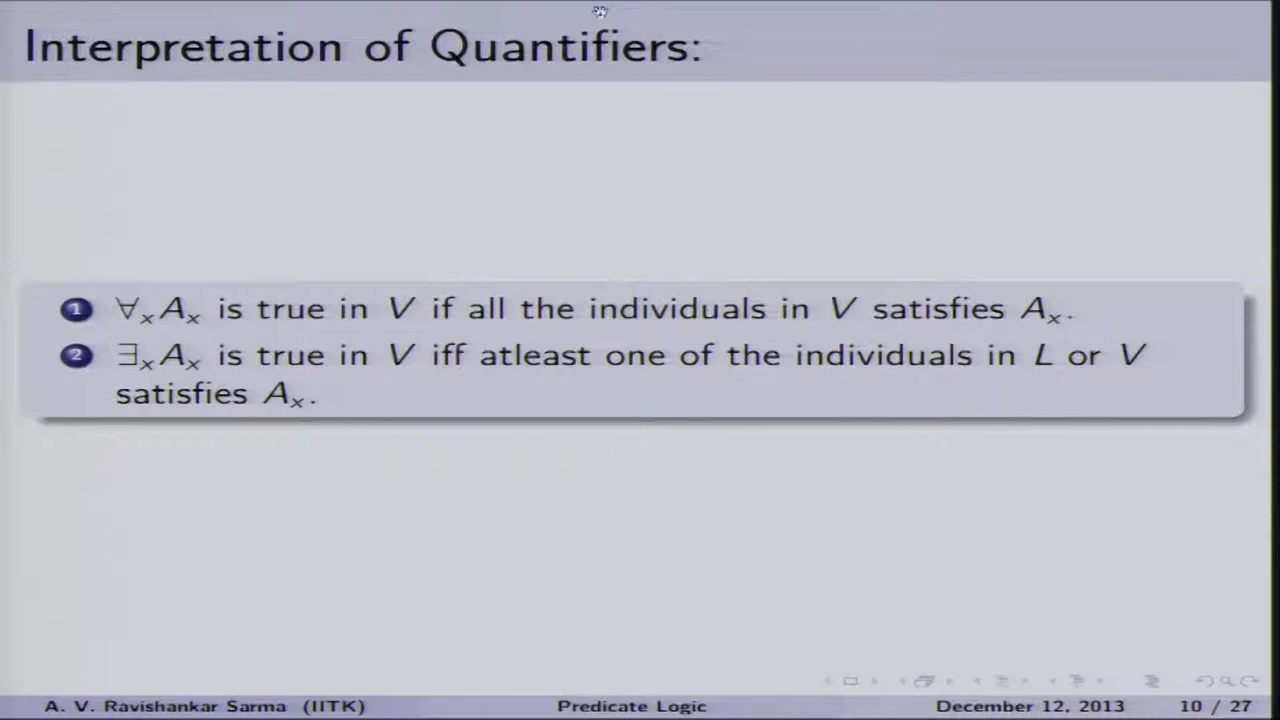 Interpretation of Quantifiers:
1 ∀ₓAₓ is true in V if all the individuals in V satisfies Aₓ.
2 ∃ₓAₓ is true in V iff atleast one of the individuals in L or V
satisfies Aₓ.
A. V. Ravishankar Sarma (IITK) Predicate Logic December 12, 2013 10 / 27